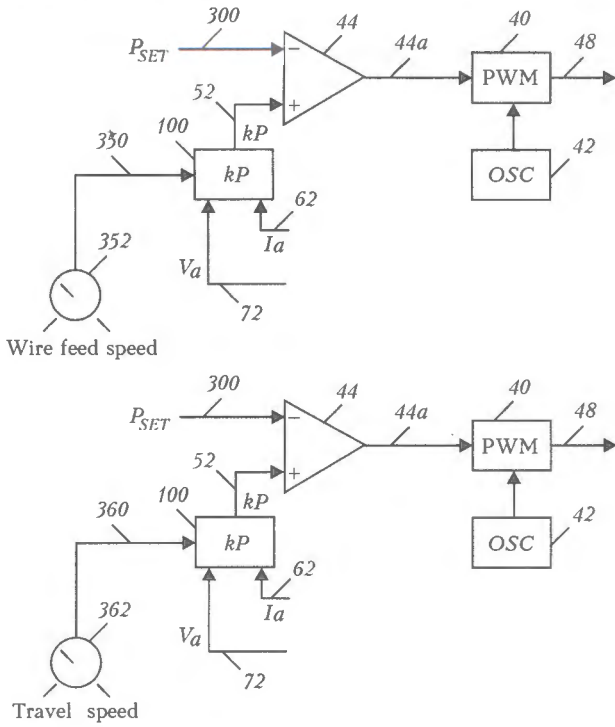 300
44
40
P_SET
−
44a
48
PWM
52
+
kP
100
350
kP
OSC
42
62
Ia
352
Va
72
Wire feed speed
300
44
40
P_SET
−
44a
48
PWM
52
+
kP
100
360
kP
OSC
42
62
Ia
362
Va
72
Travel speed